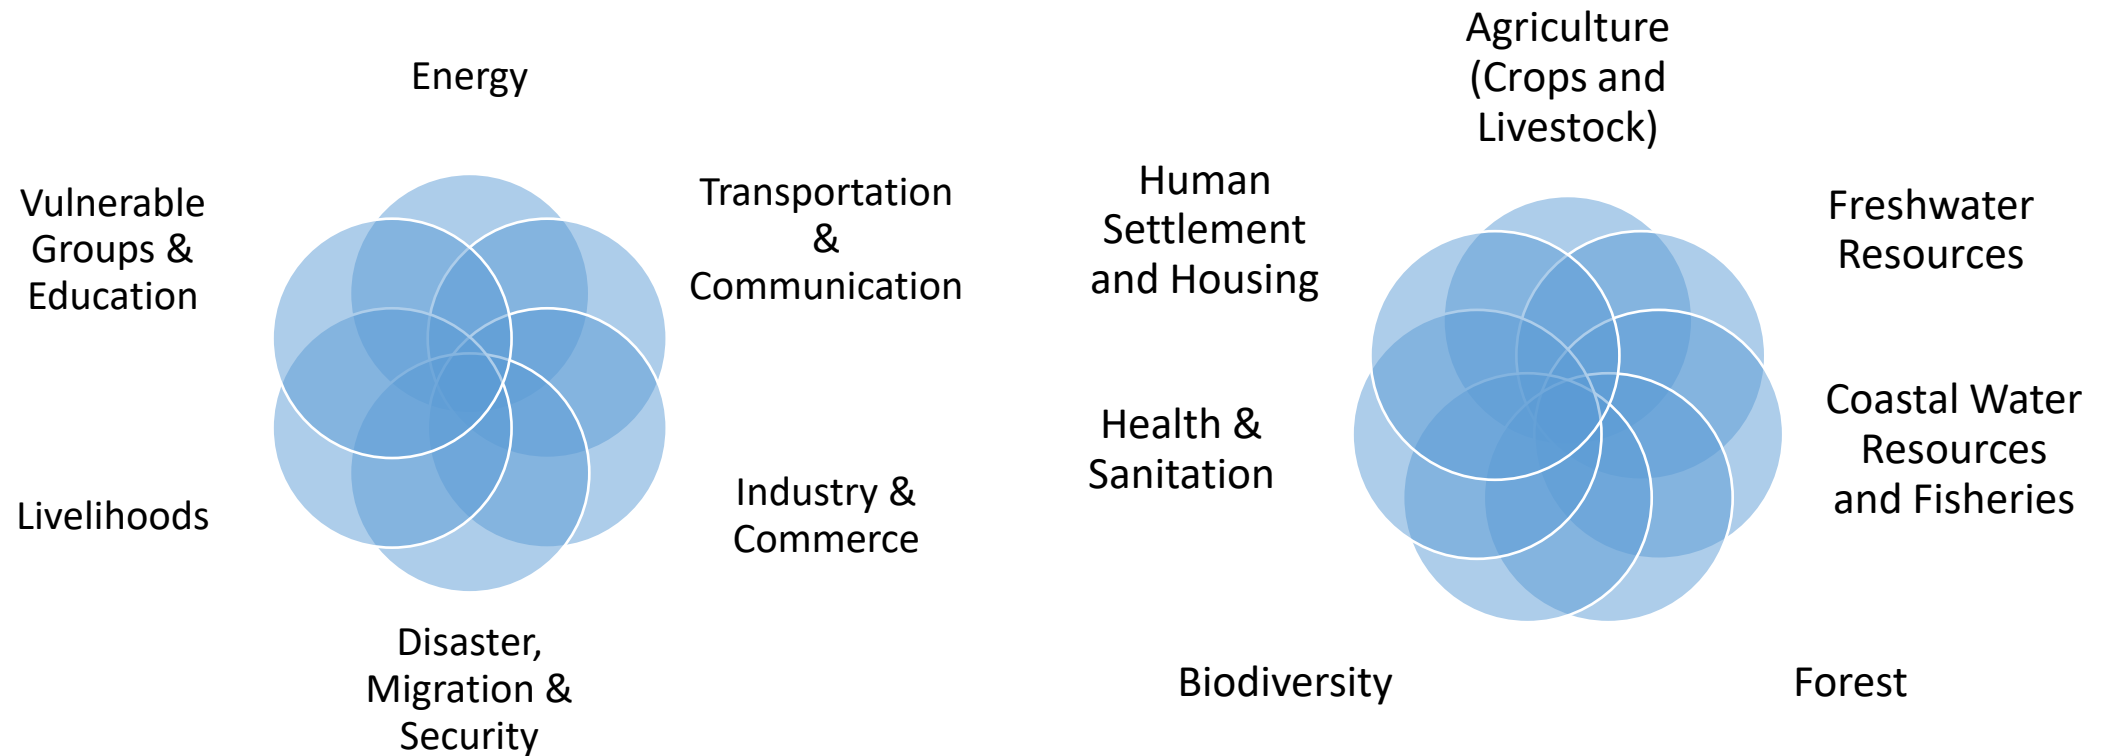 Energy
Transportation
&
Communication
Industry &
Commerce
Disaster,
Migration &
Security
Livelihoods
Vulnerable
Groups &
Education
Agriculture
(Crops and
Livestock)
Freshwater
Resources
Coastal Water
Resources
and Fisheries
Forest
Biodiversity
Health &
Sanitation
Human
Settlement
and Housing